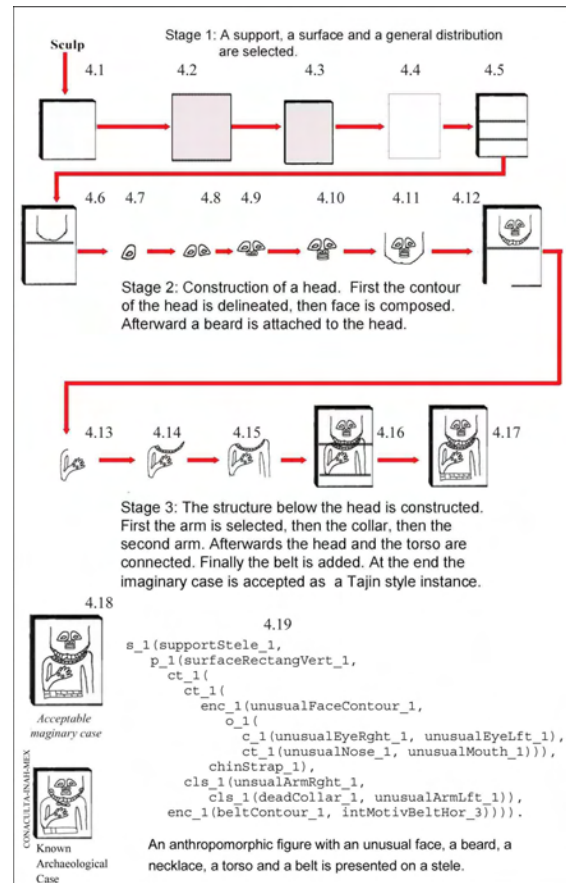 Stage 1: A support, a surface and a general distribution
are selected.
Sculp
4.1
4.2
4.3
4.4
4.5
4.6
4.7
4.8
4.9
4.10
4.11
4.12
Stage 2: Construction of a head. First the contour
of the head is delineated, then face is composed.
Afterward a beard is attached to the head.
4.13
4.14
4.15
4.16
4.17
Stage 3: The structure below the head is constructed.
First the arm is selected, then the collar, then the
second arm. Afterwards the head and the torso are
connected. Finally the belt is added. At the end the
imaginary case is accepted as a Tajin style instance.
4.18
Acceptable
maginary case
CONACULTA-INAH-MEX
Known
Archaeological
Case
4.19
s_1(supportStele_1,
p_1(surfaceRectangVert_1,
ct_1(
ct_1(
enc_1(unusualFaceContour_1,
o_1(
c_1(unusualEyeRght_1, unusualEyeLft_1),
ct_1(unusualNose_1, unusualMouth_1))),
chinStrap_1),
cls_1(unsualArmRght_1,
cls_1(deadCollar_1, unusualArmLft_1)),
enc_1(beltContour_1, intMotivBeltHor_3)))).
An anthropomorphic figure with an unusual face, a beard, a
necklace, a torso and a belt is presented on a stele.